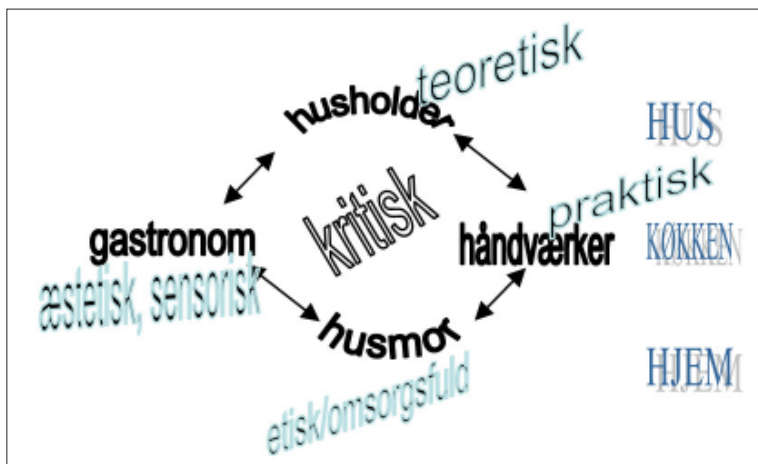 teoretisk
husholder
HUS
kritisk
praktisk
gastronom
håndværker
KØKKEN
æstetisk, sensorisk
husmor
HJEM
etisk/omsorgsfuld